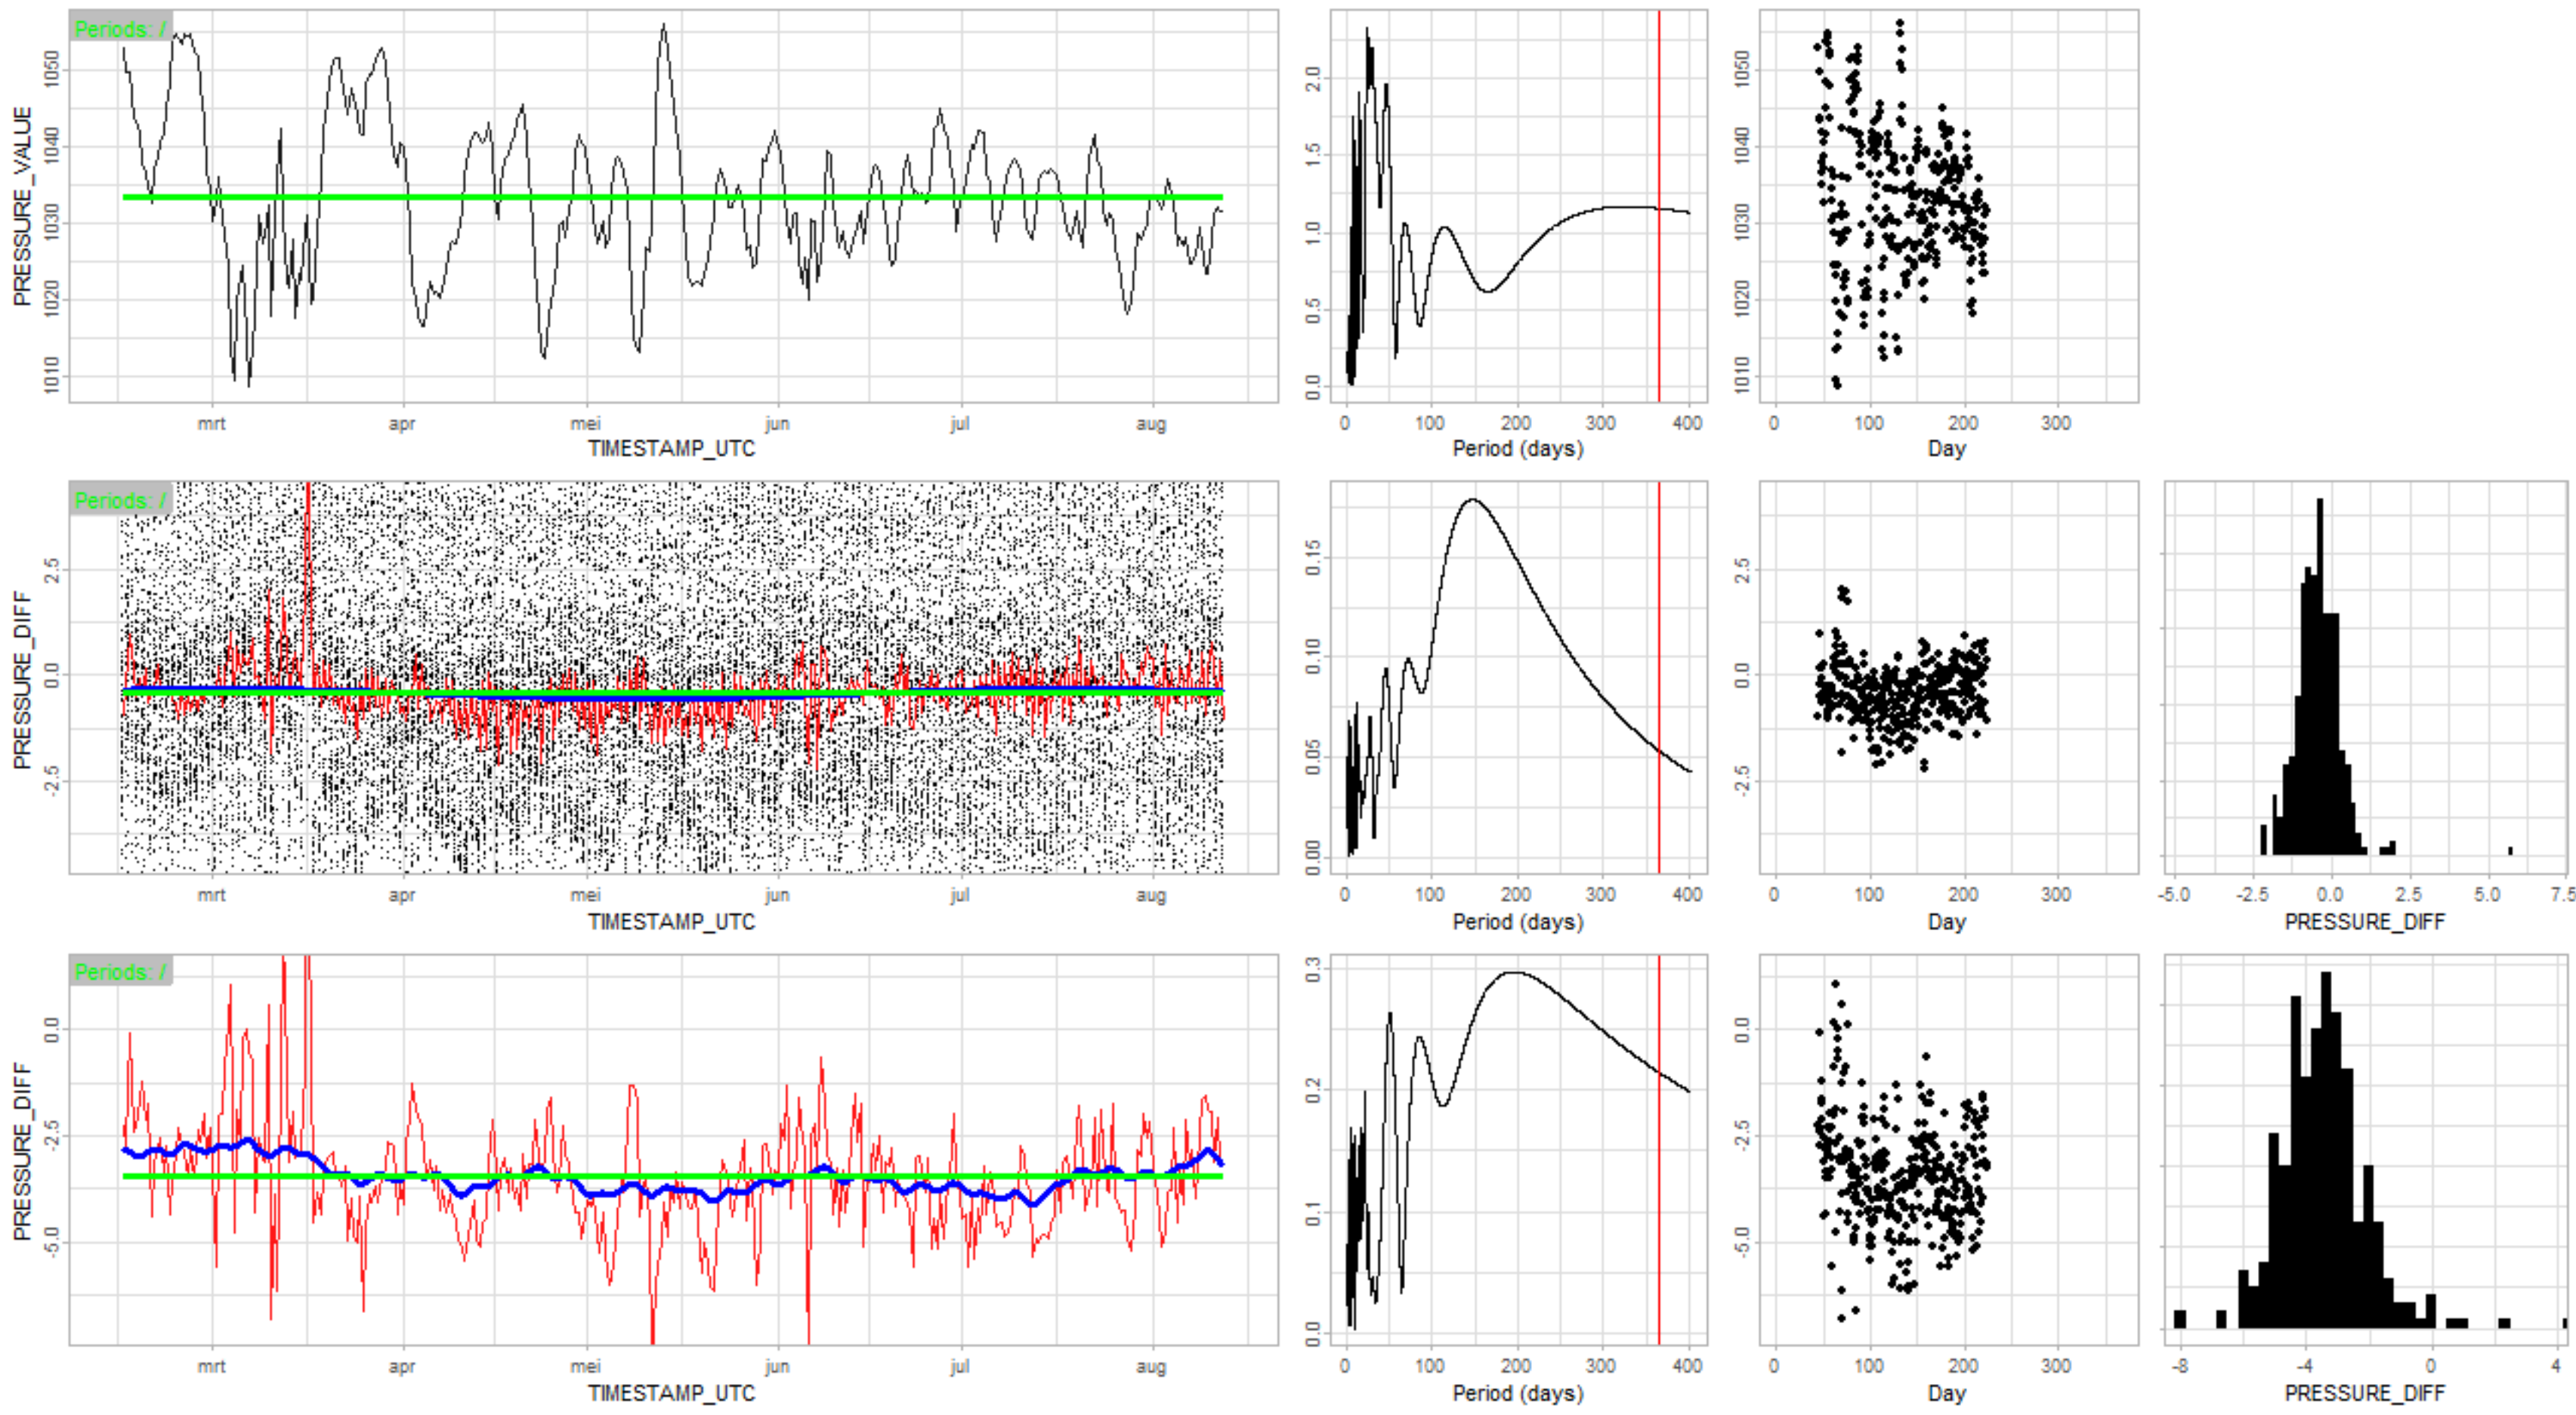 Periods: /
PRESSURE_VALUE
1050
1040
1030
1020
1010
mrt
apr
mei
jun
jul
aug
TIMESTAMP_UTC
2.0
1.5
1.0
0.5
0.0
0
100
200
300
400
Period (days)
1050
1040
1030
1020
1010
0
100
200
300
Day
Periods: /
PRESSURE_DIFF
2.5
0.0
-2.5
mrt
apr
mei
jun
jul
aug
TIMESTAMP_UTC
0.15
0.10
0.05
0.00
0
100
200
300
400
Period (days)
2.5
0.0
-2.5
0
100
200
300
Day
-5.0
-2.5
0.0
2.5
5.0
7.5
PRESSURE_DIFF
Periods: /
PRESSURE_DIFF
0.0
-2.5
-5.0
mrt
apr
mei
jun
jul
aug
TIMESTAMP_UTC
0.3
0.2
0.1
0.0
0
100
200
300
400
Period (days)
0.0
-2.5
-5.0
0
100
200
300
Day
-8
-4
0
4
PRESSURE_DIFF